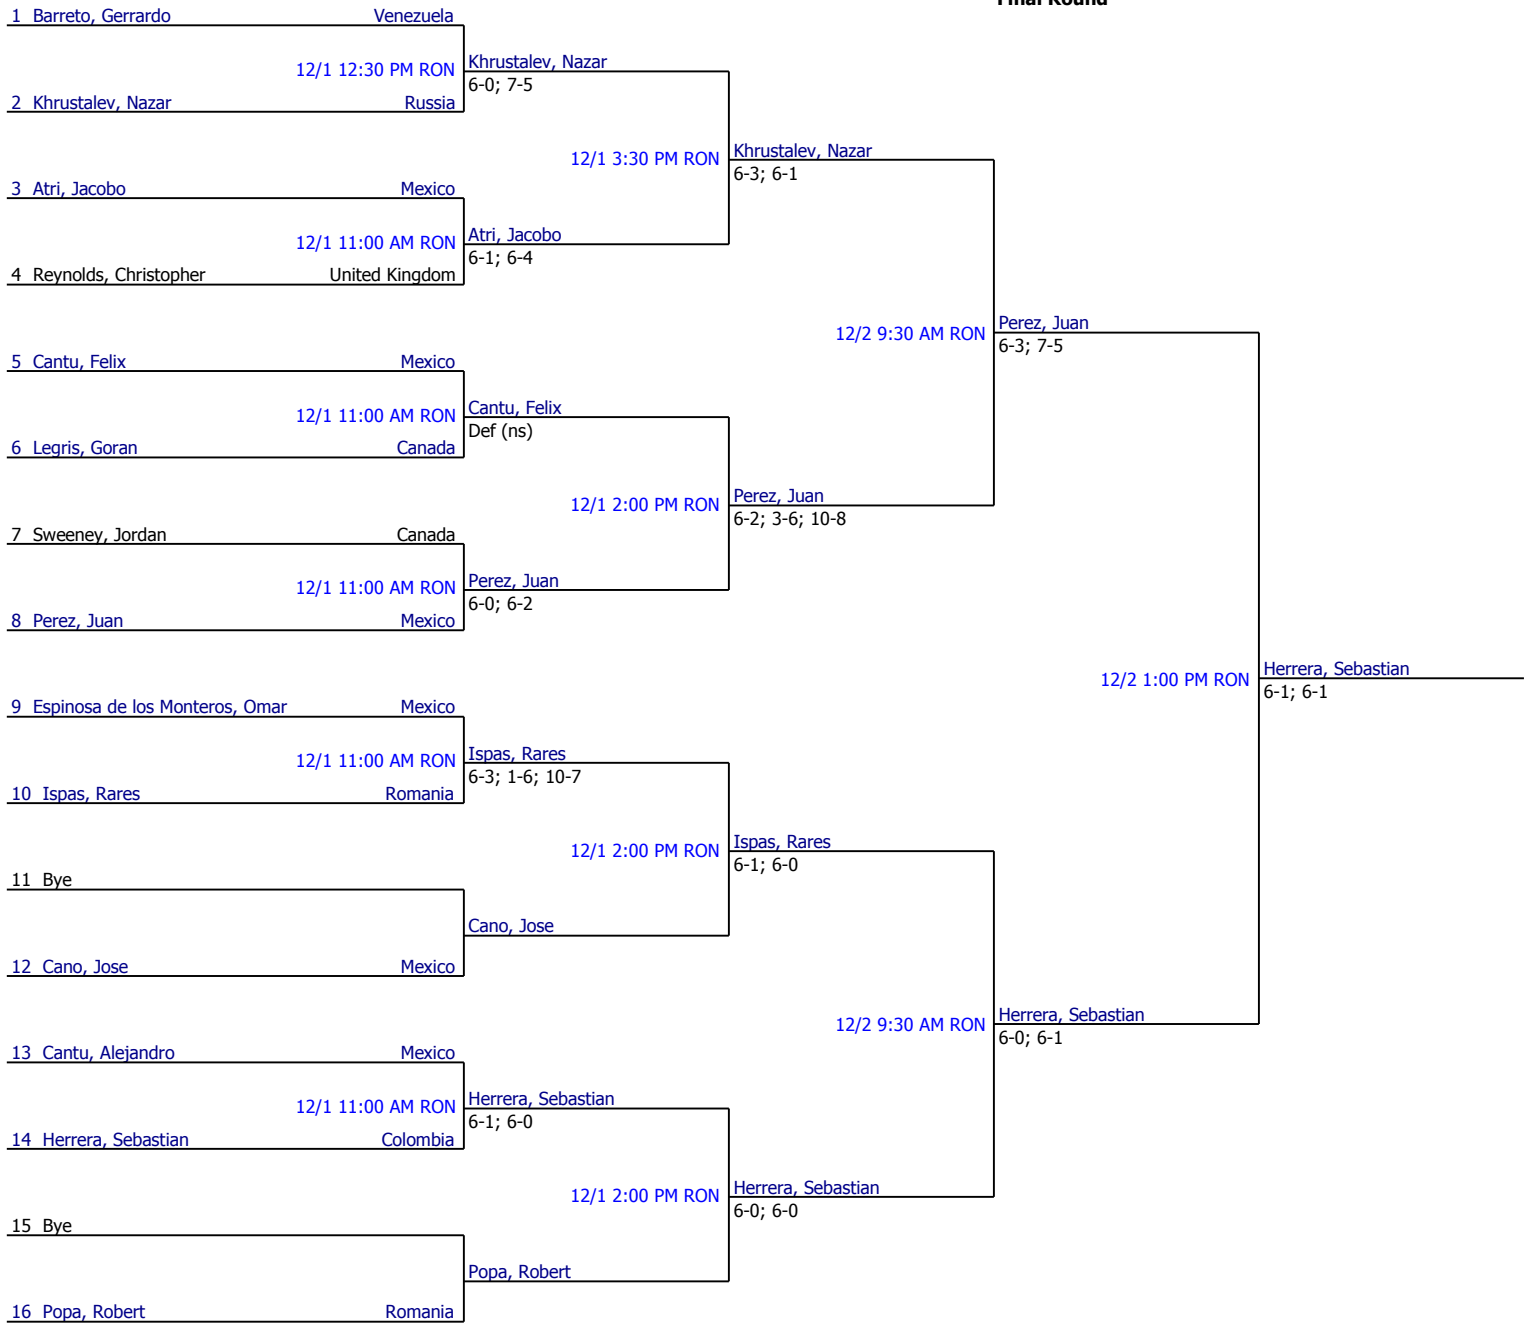 Final Round
1 Barreto, Gerrardo Venezuela
12/1 12:30 PM RON
Khrustalev, Nazar
6-0; 7-5
2 Khrustalev, Nazar Russia
12/1 3:30 PM RON
Khrustalev, Nazar
6-3; 6-1
3 Atri, Jacobo Mexico
12/1 11:00 AM RON
Atri, Jacobo
6-1; 6-4
4 Reynolds, Christopher United Kingdom
12/2 9:30 AM RON
Perez, Juan
6-3; 7-5
5 Cantu, Felix Mexico
12/1 11:00 AM RON
Cantu, Felix
Def (ns)
6 Legris, Goran Canada
12/1 2:00 PM RON
Perez, Juan
6-2; 3-6; 10-8
7 Sweeney, Jordan Canada
12/1 11:00 AM RON
Perez, Juan
6-0; 6-2
8 Perez, Juan Mexico
12/2 1:00 PM RON
Herrera, Sebastian
6-1; 6-1
9 Espinosa de los Monteros, Omar Mexico
12/1 11:00 AM RON
Ispas, Rares
6-3; 1-6; 10-7
10 Ispas, Rares Romania
12/1 2:00 PM RON
Ispas, Rares
6-1; 6-0
11 Bye
Cano, Jose
12 Cano, Jose Mexico
12/2 9:30 AM RON
Herrera, Sebastian
6-0; 6-1
13 Cantu, Alejandro Mexico
12/1 11:00 AM RON
Herrera, Sebastian
6-1; 6-0
14 Herrera, Sebastian Colombia
12/1 2:00 PM RON
Herrera, Sebastian
6-0; 6-0
15 Bye
Popa, Robert
16 Popa, Robert Romania